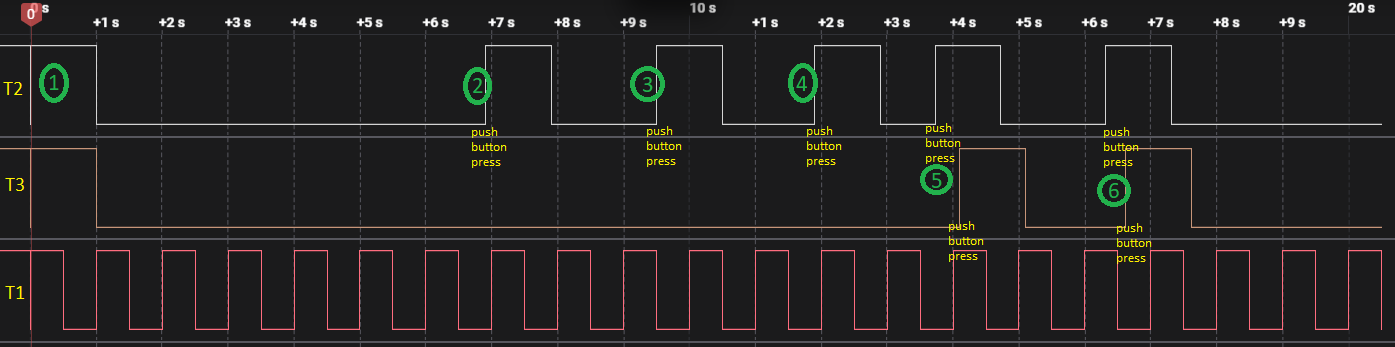 0 s
0
+1 s +2 s +3 s +4 s +5 s +6 s +7 s +8 s +9 s
10 s
+1 s +2 s +3 s +4 s +5 s +6 s +7 s +8 s +9 s
20 s
T2
1
2
3
4
push
button
press
push
button
press
push
button
press
push
button
press
push
button
press
T3
5
6
push
button
press
push
button
press
T1